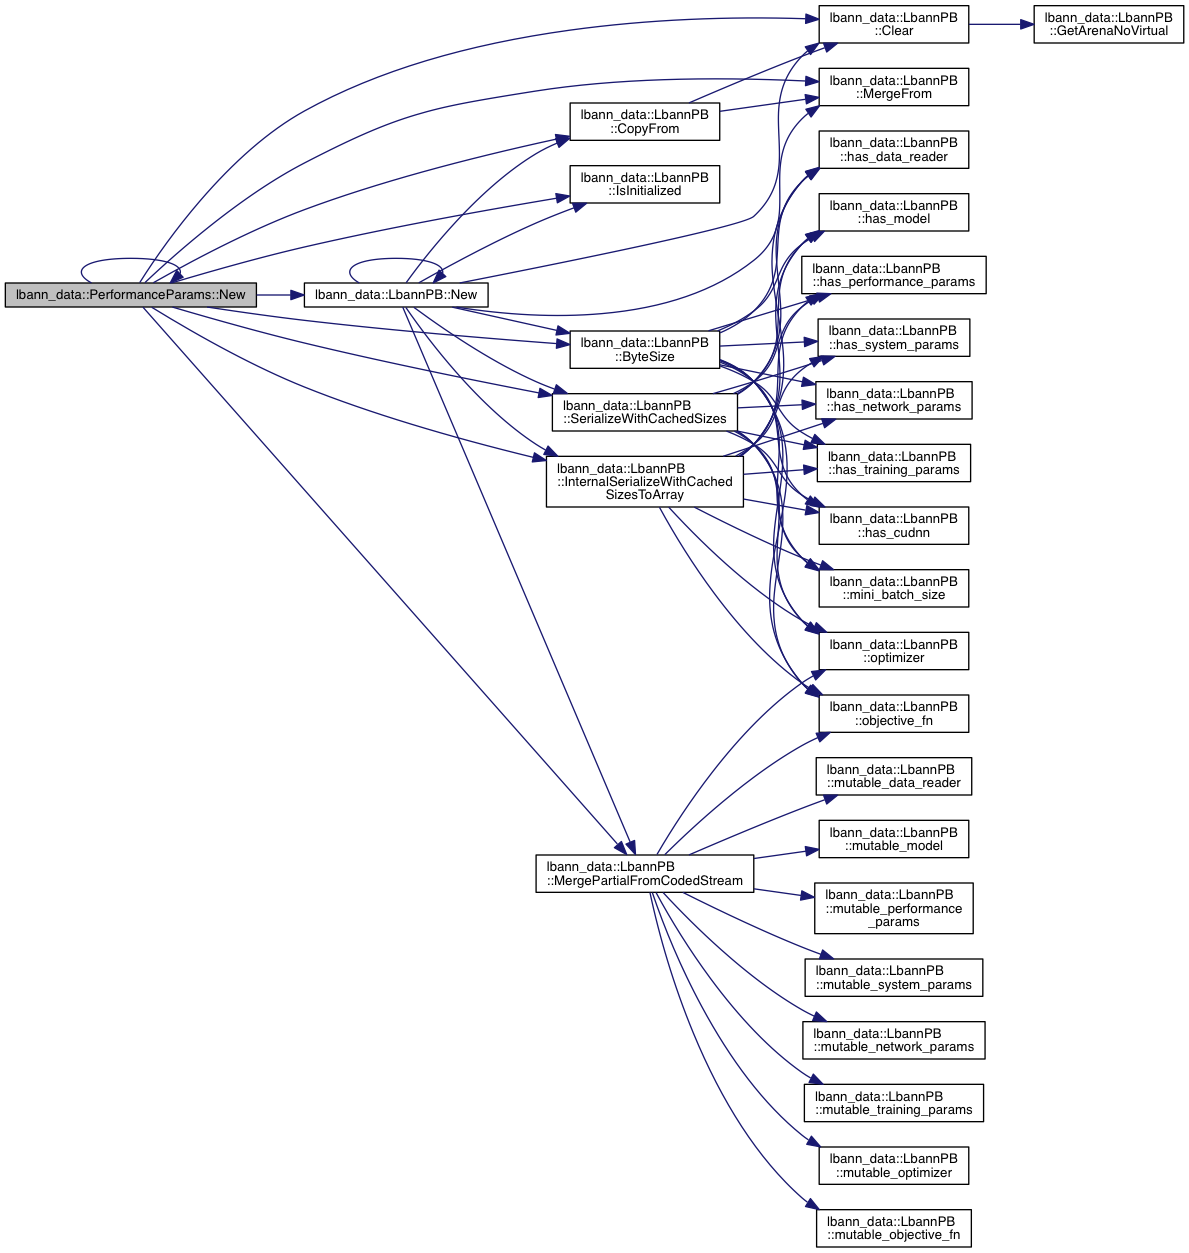 lbann_data::PerformanceParams::New
lbann_data::LbannPB::New
lbann_data::LbannPB
::CopyFrom
lbann_data::LbannPB
::IsInitialized
lbann_data::LbannPB
::ByteSize
lbann_data::LbannPB
::SerializeWithCachedSizes
lbann_data::LbannPB
::InternalSerializeWithCached
SizesToArray
lbann_data::LbannPB
::MergePartialFromCodedStream
lbann_data::LbannPB
::Clear
lbann_data::LbannPB
::GetArenaNoVirtual
lbann_data::LbannPB
::MergeFrom
lbann_data::LbannPB
::has_data_reader
lbann_data::LbannPB
::has_model
lbann_data::LbannPB
::has_performance_params
lbann_data::LbannPB
::has_system_params
lbann_data::LbannPB
::has_network_params
lbann_data::LbannPB
::has_training_params
lbann_data::LbannPB
::has_cudnn
lbann_data::LbannPB
::mini_batch_size
lbann_data::LbannPB
::optimizer
lbann_data::LbannPB
::objective_fn
lbann_data::LbannPB
::mutable_data_reader
lbann_data::LbannPB
::mutable_model
lbann_data::LbannPB
::mutable_performance
_params
lbann_data::LbannPB
::mutable_system_params
lbann_data::LbannPB
::mutable_network_params
lbann_data::LbannPB
::mutable_training_params
lbann_data::LbannPB
::mutable_optimizer
lbann_data::LbannPB
::mutable_objective_fn